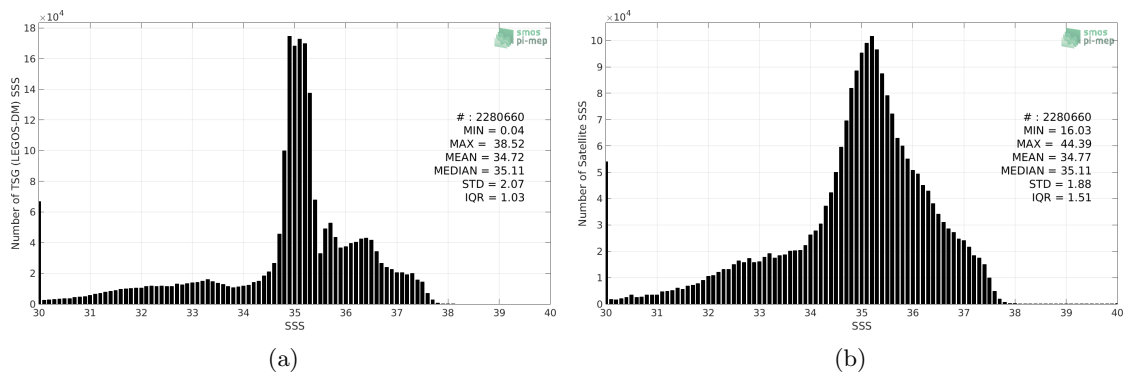 ×10⁴
18
16
14
12
10
8
6
4
2
0
Number of TSG (LEGOS-DM) SSS
30 31 32 33 34 35 36 37 38 39 40
SSS
smos
pi-mep
# : 2280660
MIN = 0.04
MAX = 38.52
MEAN = 34.72
MEDIAN = 35.11
STD = 2.07
IQR = 1.03
(a)
×10⁴
10
9
8
7
6
5
4
3
2
1
0
Number of Satellite SSS
30 31 32 33 34 35 36 37 38 39 40
SSS
smos
pi-mep
# : 2280660
MIN = 16.03
MAX = 44.39
MEAN = 34.77
MEDIAN = 35.11
STD = 1.88
IQR = 1.51
(b)